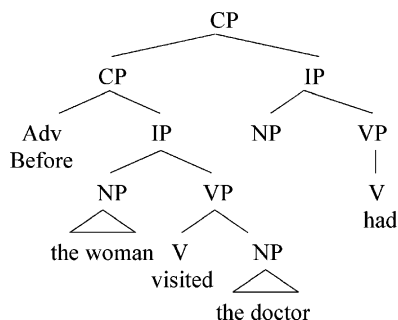 CP
CP IP
Adv IP NP VP
Before
NP VP V
had
the woman V NP
visited
the doctor